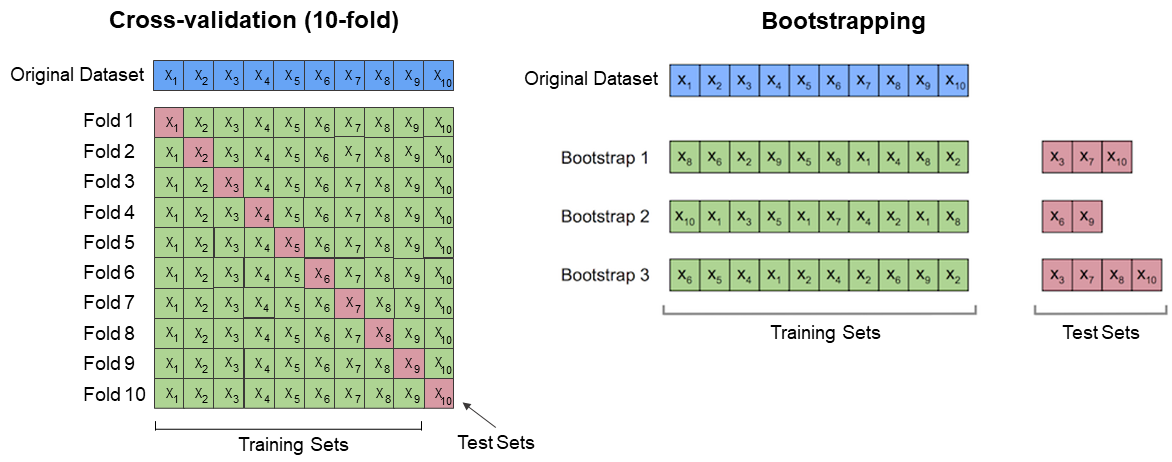 Cross-validation (10-fold)
Original Dataset X1 X2 X3 X4 X5 X6 X7 X8 X9 X10
Fold 1 X1 X2 X3 X4 X5 X6 X7 X8 X9 X10
Fold 2 X1 X2 X3 X4 X5 X6 X7 X8 X9 X10
Fold 3 X1 X2 X3 X4 X5 X6 X7 X8 X9 X10
Fold 4 X1 X2 X3 X4 X5 X6 X7 X8 X9 X10
Fold 5 X1 X2 X3 X4 X5 X6 X7 X8 X9 X10
Fold 6 X1 X2 X3 X4 X5 X6 X7 X8 X9 X10
Fold 7 X1 X2 X3 X4 X5 X6 X7 X8 X9 X10
Fold 8 X1 X2 X3 X4 X5 X6 X7 X8 X9 X10
Fold 9 X1 X2 X3 X4 X5 X6 X7 X8 X9 X10
Fold 10 X1 X2 X3 X4 X5 X6 X7 X8 X9 X10
Training Sets
Test Sets
Bootstrapping
Original Dataset X1 X2 X3 X4 X5 X6 X7 X8 X9 X10
Bootstrap 1 X8 X6 X2 X9 X5 X8 X1 X4 X8 X2 X3 X7 X10
Bootstrap 2 X10 X1 X3 X5 X1 X7 X4 X2 X1 X8 X6 X9
Bootstrap 3 X6 X5 X4 X1 X2 X4 X2 X6 X9 X2 X3 X7 X8 X10
Training Sets
Test Sets